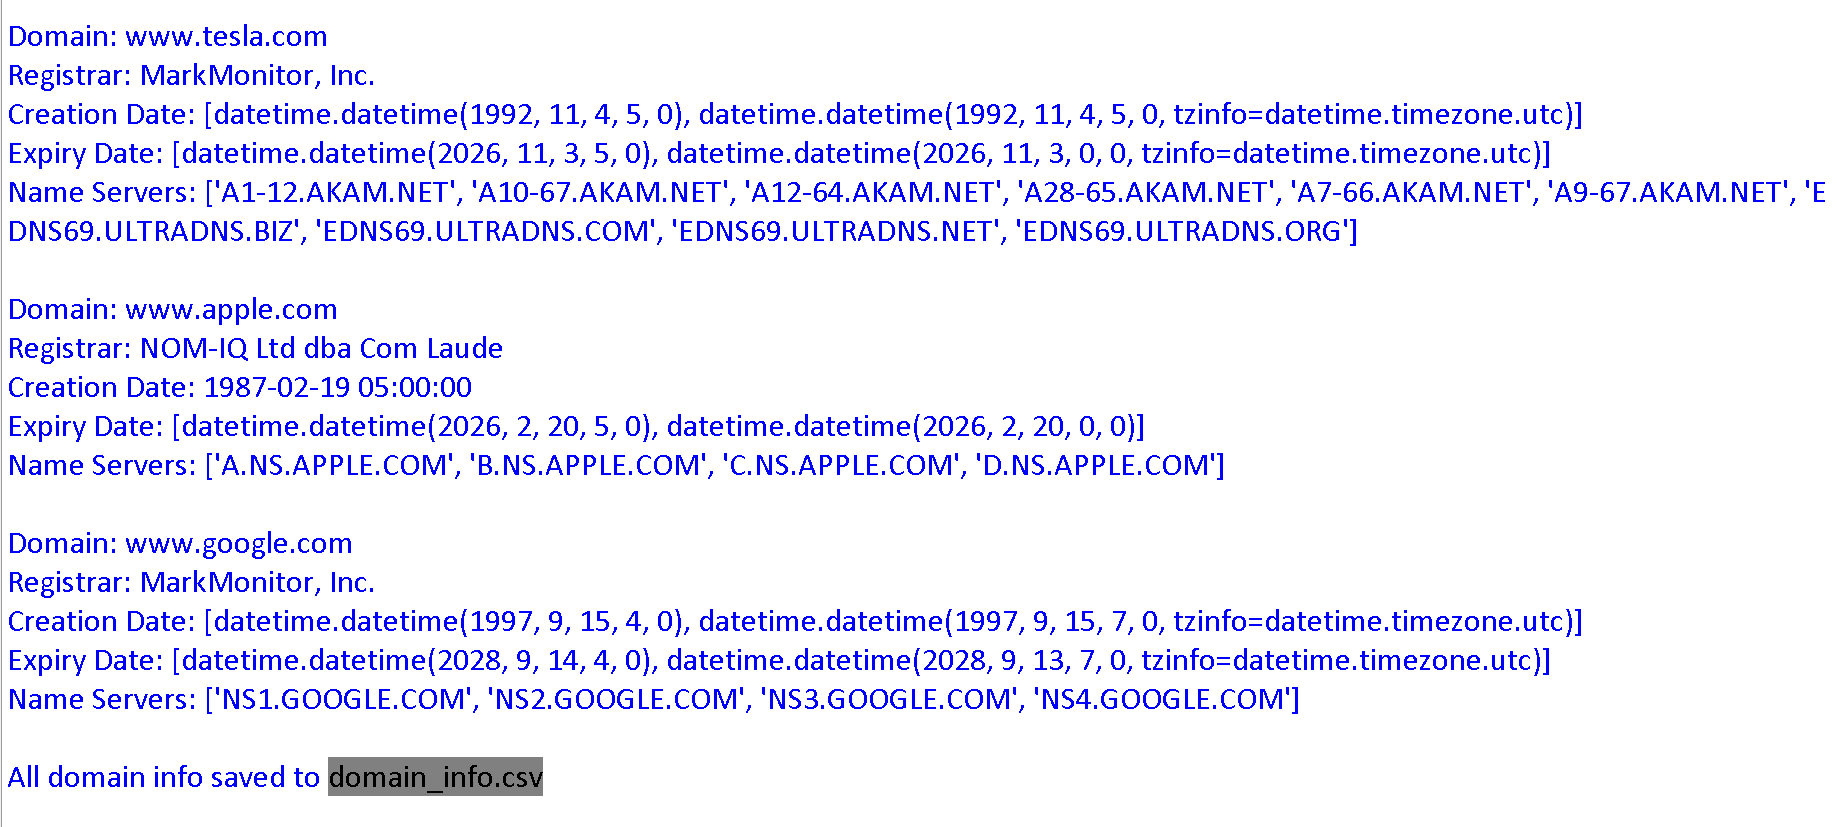 Domain: www.tesla.com
Registrar: MarkMonitor, Inc.
Creation Date: [datetime.datetime(1992, 11, 4, 5, 0), datetime.datetime(1992, 11, 4, 5, 0, tzinfo=datetime.timezone.utc)]
Expiry Date: [datetime.datetime(2026, 11, 3, 5, 0), datetime.datetime(2026, 11, 3, 0, 0, tzinfo=datetime.timezone.utc)]
Name Servers: ['A1-12.AKAM.NET', 'A10-67.AKAM.NET', 'A12-64.AKAM.NET', 'A28-65.AKAM.NET', 'A7-66.AKAM.NET', 'A9-67.AKAM.NET', 'E
DNS69.ULTRADNS.BIZ', 'EDNS69.ULTRADNS.COM', 'EDNS69.ULTRADNS.NET', 'EDNS69.ULTRADNS.ORG']
Domain: www.apple.com
Registrar: NOM-IQ Ltd dba Com Laude
Creation Date: 1987-02-19 05:00:00
Expiry Date: [datetime.datetime(2026, 2, 20, 5, 0), datetime.datetime(2026, 2, 20, 0, 0)]
Name Servers: ['A.NS.APPLE.COM', 'B.NS.APPLE.COM', 'C.NS.APPLE.COM', 'D.NS.APPLE.COM']
Domain: www.google.com
Registrar: MarkMonitor, Inc.
Creation Date: [datetime.datetime(1997, 9, 15, 4, 0), datetime.datetime(1997, 9, 15, 7, 0, tzinfo=datetime.timezone.utc)]
Expiry Date: [datetime.datetime(2028, 9, 14, 4, 0), datetime.datetime(2028, 9, 13, 7, 0, tzinfo=datetime.timezone.utc)]
Name Servers: ['NS1.GOOGLE.COM', 'NS2.GOOGLE.COM', 'NS3.GOOGLE.COM', 'NS4.GOOGLE.COM']
All domain info saved to domain_info.csv